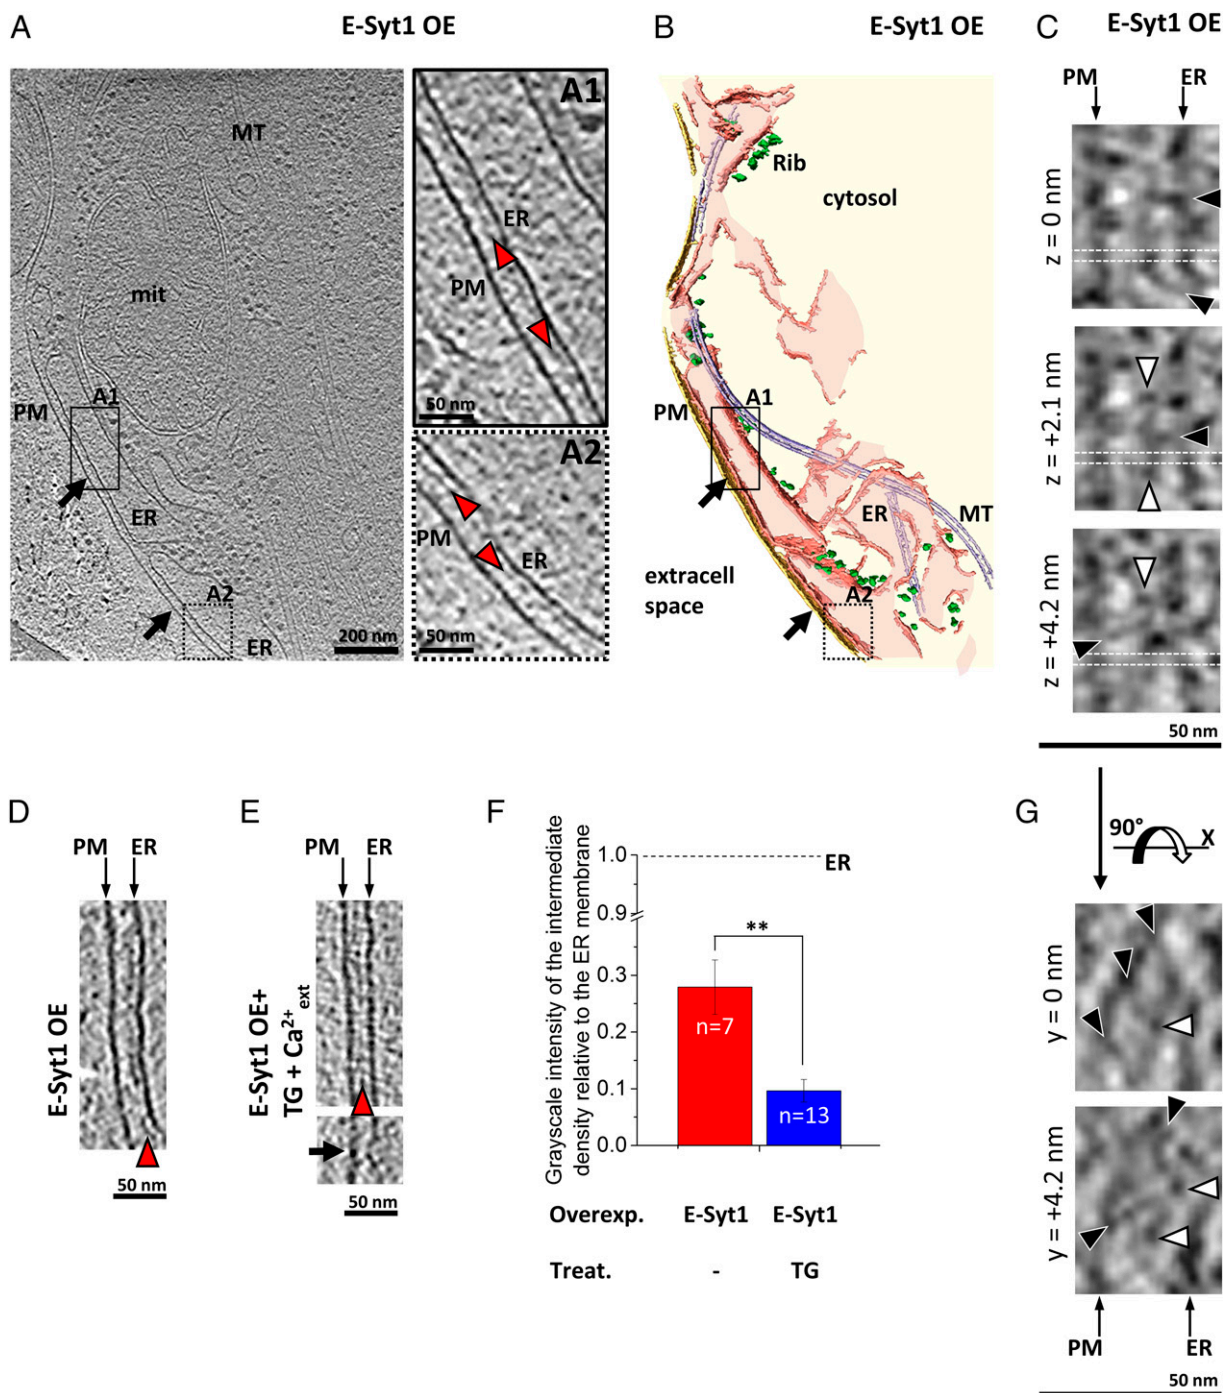 A
E-Syt1 OE
B
E-Syt1 OE
C
E-Syt1 OE
MT
mit
PM
A1
ER
A2
ER
200 nm
A1
ER
PM
50 nm
A2
PM
ER
50 nm
Rib
cytosol
PM
A1
ER
MT
extracell
space
A2
PM
ER
z = 0 nm
z = +2.1 nm
z = +4.2 nm
50 nm
D
PM
ER
E-Syt1 OE
50 nm
E
PM
ER
E-Syt1 OE+
TG + Ca²⁺ext
50 nm
F
Grayscale intensity of the intermediate
density relative to the ER membrane
1.0
0.9
0.3
0.2
0.1
0.0
ER
**
n=7
n=13
Overexp.
E-Syt1
E-Syt1
Treat.
-
TG
G
90°
X
y = 0 nm
y = +4.2 nm
PM
ER
50 nm